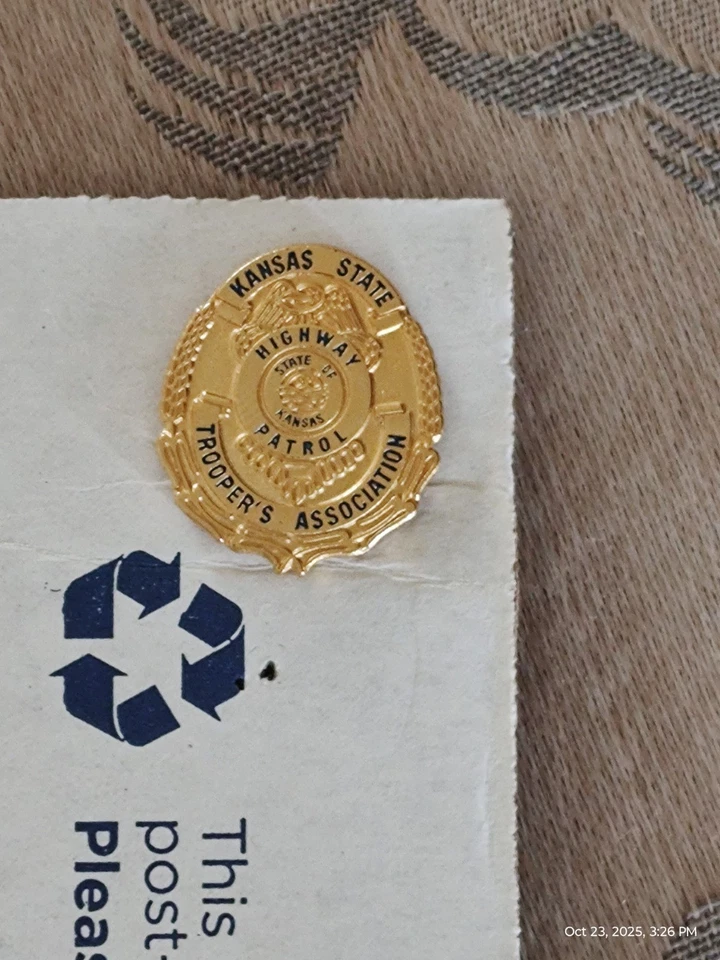 KANSAS STATE
HIGHWAY
STATE OF
KANSAS
PATROL
TROOPER'S ASSOCIATION
This
post-
Pleas
Oct 23, 2025, 3:26 PM